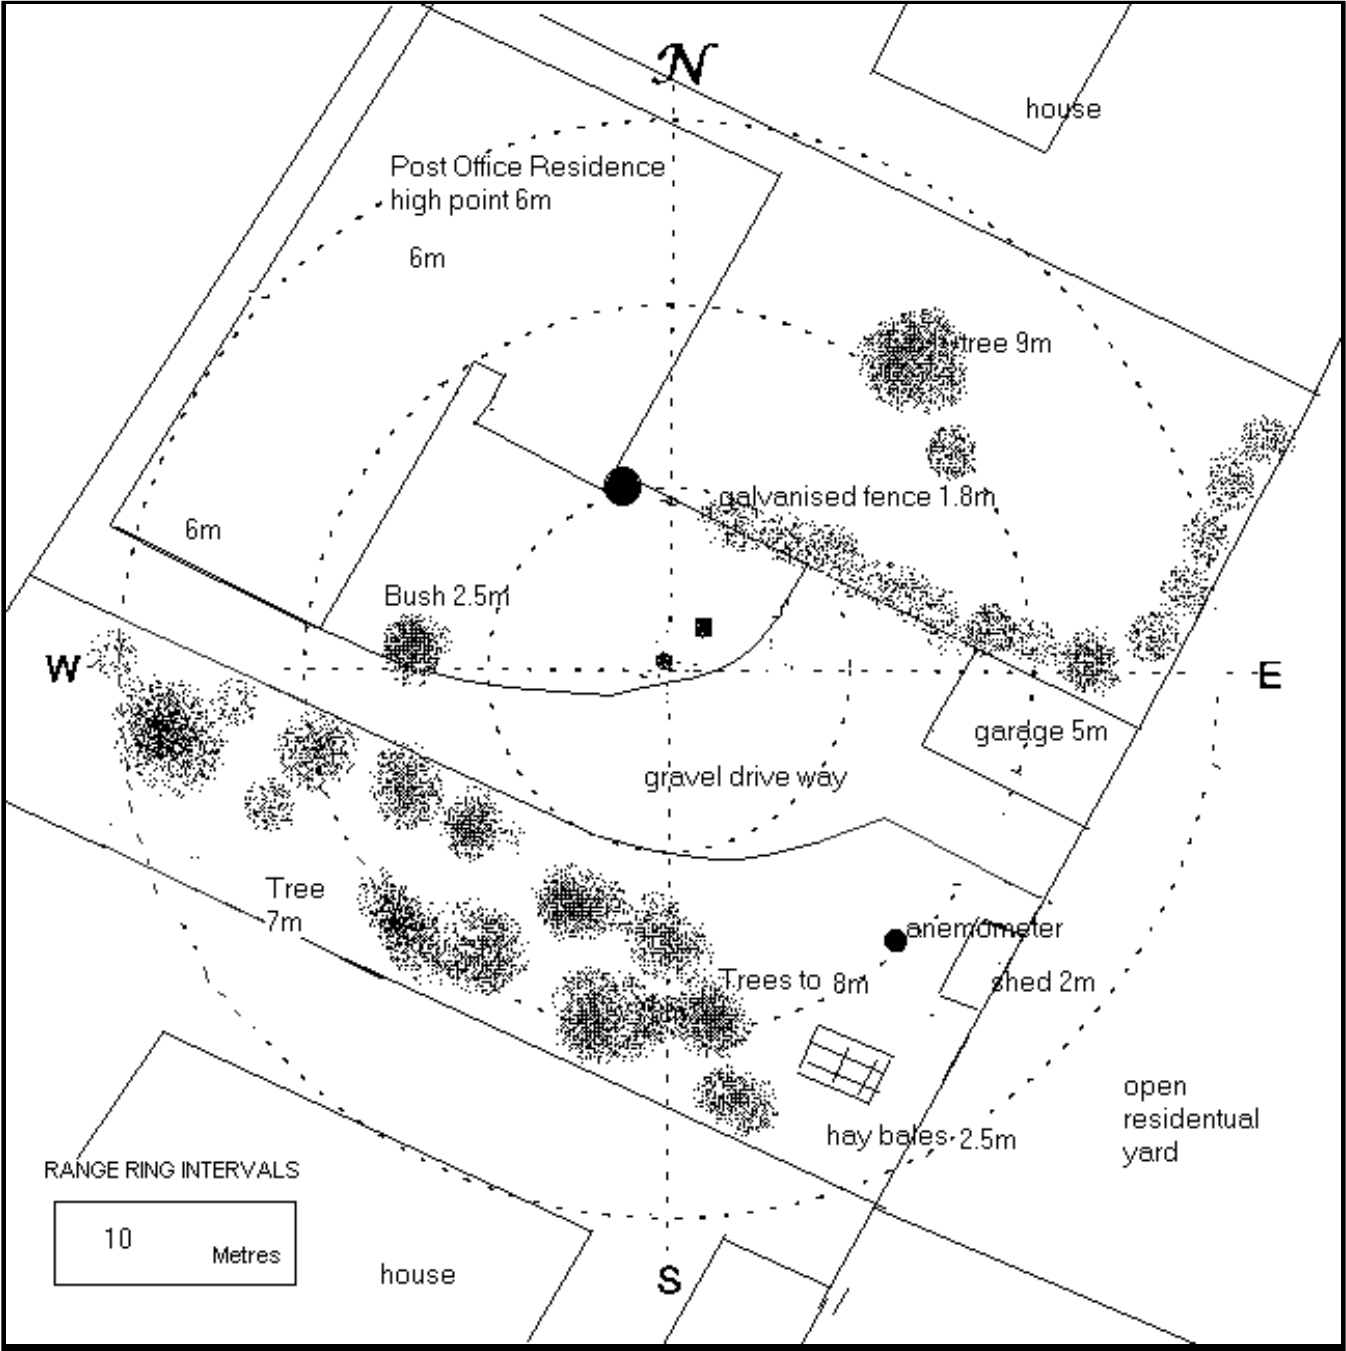 N
house
Post Office Residence
high point 6m
6m
tree 9m
galvanised fence 1.8m
6m
Bush 2.5m
W
E
garage 5m
gravel drive way
Tree
7m
anemometer
Trees to 8m
shed 2m
open
residentual
yard
hay bales 2.5m
RANGE RING INTERVALS
10 Metres
house
S